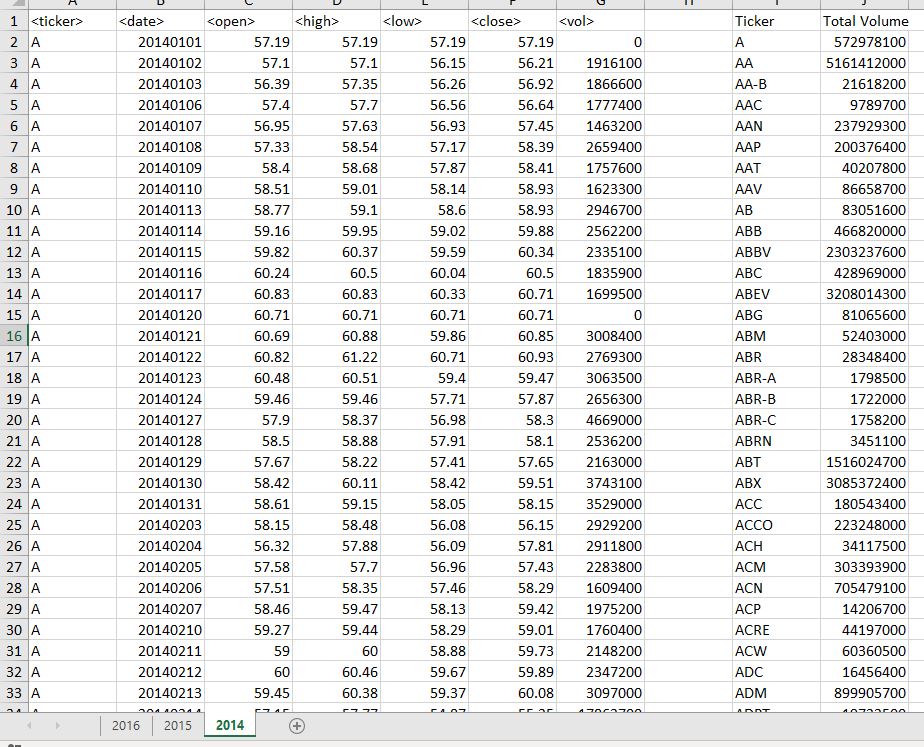 1 <ticker> <date> <open> <high> <low> <close> <vol> Ticker Total Volume
2 A 20140101 57.19 57.19 57.19 57.19 0 A 572978100
3 A 20140102 57.1 57.1 56.15 56.21 1916100 AA 5161412000
4 A 20140103 56.39 57.35 56.26 56.92 1866600 AA-B 21618200
5 A 20140106 57.4 57.7 56.56 56.64 1777400 AAC 9789700
6 A 20140107 56.95 57.63 56.93 57.45 1463200 AAN 237929300
7 A 20140108 57.33 58.54 57.17 58.39 2659400 AAP 200376400
8 A 20140109 58.4 58.68 57.87 58.41 1757600 AAT 40207800
9 A 20140110 58.51 59.01 58.14 58.93 1623300 AAV 86658700
10 A 20140113 58.77 59.1 58.6 58.93 2946700 AB 83051600
11 A 20140114 59.16 59.95 59.02 59.88 2562200 ABB 466820000
12 A 20140115 59.82 60.37 59.59 60.34 2335100 ABBV 2303237600
13 A 20140116 60.24 60.5 60.04 60.5 1835900 ABC 428969000
14 A 20140117 60.83 60.83 60.33 60.71 1699500 ABEV 3208014300
15 A 20140120 60.71 60.71 60.71 60.71 0 ABG 81065600
16 A 20140121 60.69 60.88 59.86 60.85 3008400 ABM 52403000
17 A 20140122 60.82 61.22 60.71 60.93 2769300 ABR 28348400
18 A 20140123 60.48 60.51 59.4 59.47 3063500 ABR-A 1798500
19 A 20140124 59.46 59.46 57.71 57.87 2656300 ABR-B 1722000
20 A 20140127 57.9 58.37 56.98 58.3 4669000 ABR-C 1758200
21 A 20140128 58.5 58.88 57.91 58.1 2536200 ABRN 3451100
22 A 20140129 57.67 58.22 57.41 57.65 2163000 ABT 1516024700
23 A 20140130 58.42 60.11 58.42 59.51 3743100 ABX 3085372400
24 A 20140131 58.61 59.15 58.05 58.15 3529000 ACC 180543400
25 A 20140203 58.15 58.48 56.08 56.15 2929200 ACCO 223248000
26 A 20140204 56.32 57.88 56.09 57.81 2911800 ACH 34117500
27 A 20140205 57.58 57.7 56.96 57.43 2283800 ACM 303393900
28 A 20140206 57.51 58.35 57.46 58.29 1609400 ACN 705479100
29 A 20140207 58.46 59.47 58.13 59.42 1975200 ACP 14206700
30 A 20140210 59.27 59.44 58.29 59.01 1760400 ACRE 44197000
31 A 20140211 59 60 58.88 59.73 2148200 ACW 60360500
32 A 20140212 60 60.46 59.67 59.89 2347200 ADC 16456400
33 A 20140213 59.45 60.38 59.37 60.08 3097000 ADM 899905700
2016 2015 2014